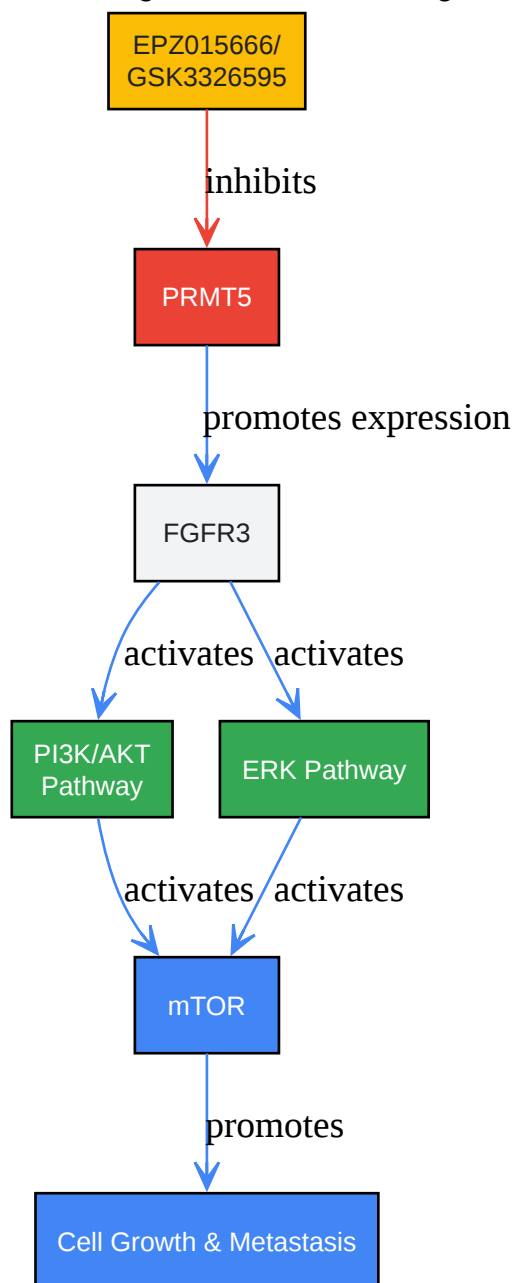 EPZ015666/
GSK3326595
inhibits
PRMT5
promotes expression
FGFR3
activates activates
PI3K/AKT
Pathway
ERK Pathway
activates activates
mTOR
promotes
Cell Growth & Metastasis